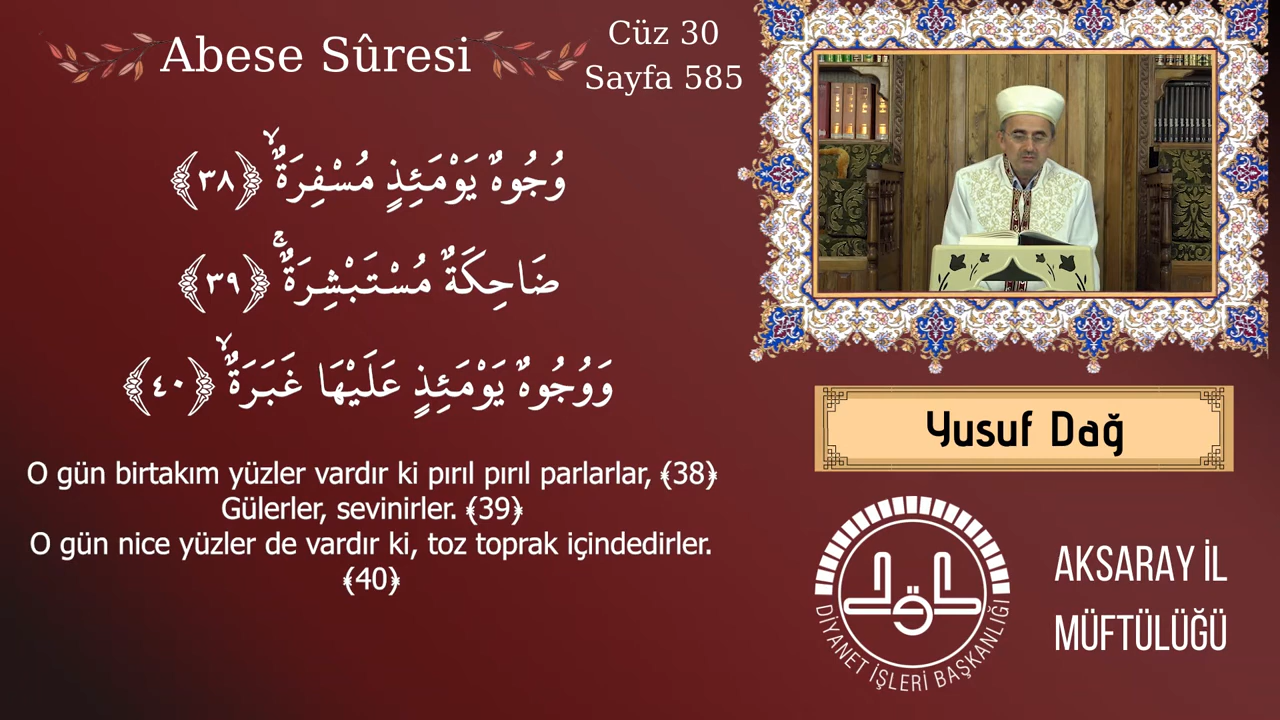 Abese Sûresi
Cüz 30
Sayfa 585
وُجُوهٌ يَوْمَئِذٍ مُسْفِرَةٌۙ ﴿٣٨﴾
ضَاحِكَةٌ مُسْتَبْشِرَةٌۚ ﴿٣٩﴾
وَوُجُوهٌ يَوْمَئِذٍ عَلَيْهَا غَبَرَةٌۙ ﴿٤٠﴾
O gün birtakım yüzler vardır ki pırıl pırıl parlarlar, ﴾38﴿
Gülerler, sevinirler. ﴾39﴿
O gün nice yüzler de vardır ki, toz toprak içindedirler.
﴾40﴿
Yusuf Dağ
DİYANET İŞLERİ BAŞKANLIĞI
AKSARAY İL
MÜFTÜLÜĞÜ